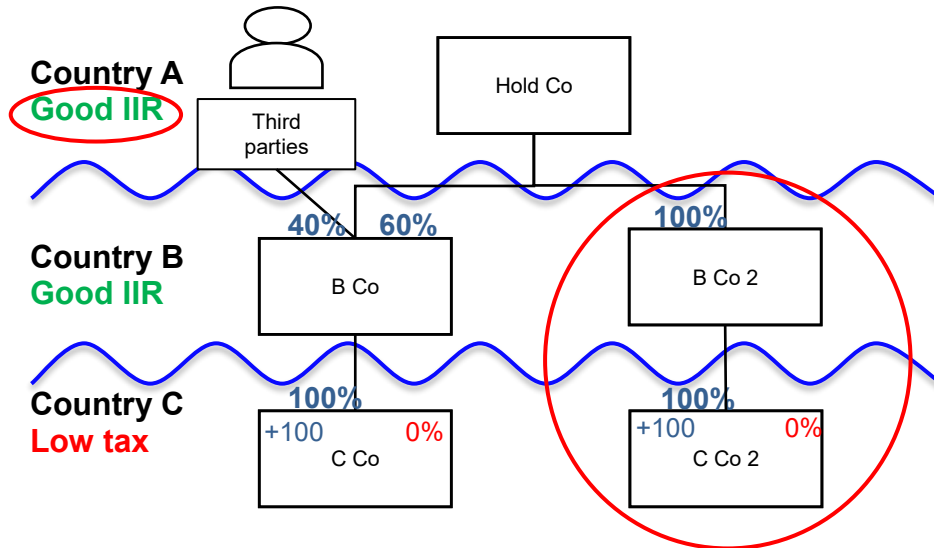 Country A
Good IIR
Third
parties
Hold Co
40%
60%
100%
Country B
Good IIR
B Co
B Co 2
100%
100%
Country C
Low tax
+100
0%
C Co
+100
0%
C Co 2